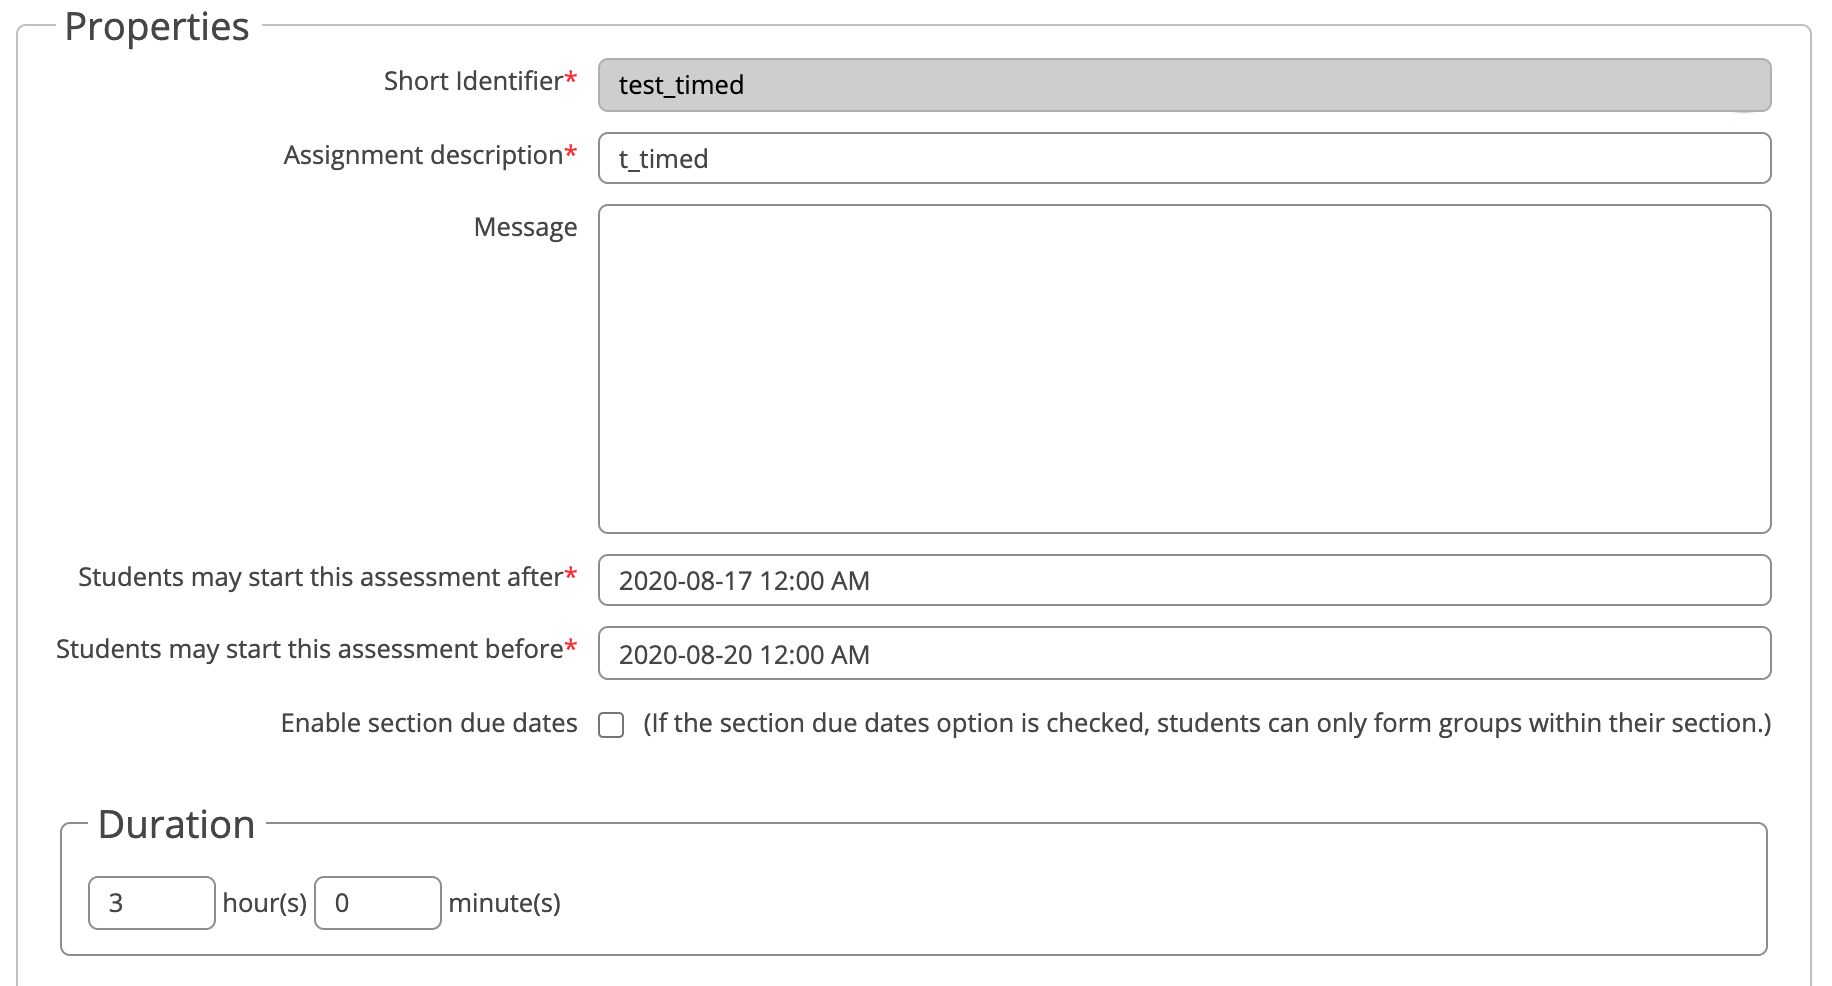 Properties
Short Identifier* test_timed
Assignment description* t_timed
Message
Students may start this assessment after* 2020-08-17 12:00 AM
Students may start this assessment before* 2020-08-20 12:00 AM
Enable section due dates (If the section due dates option is checked, students can only form groups within their section.)
Duration
3 hour(s) 0 minute(s)